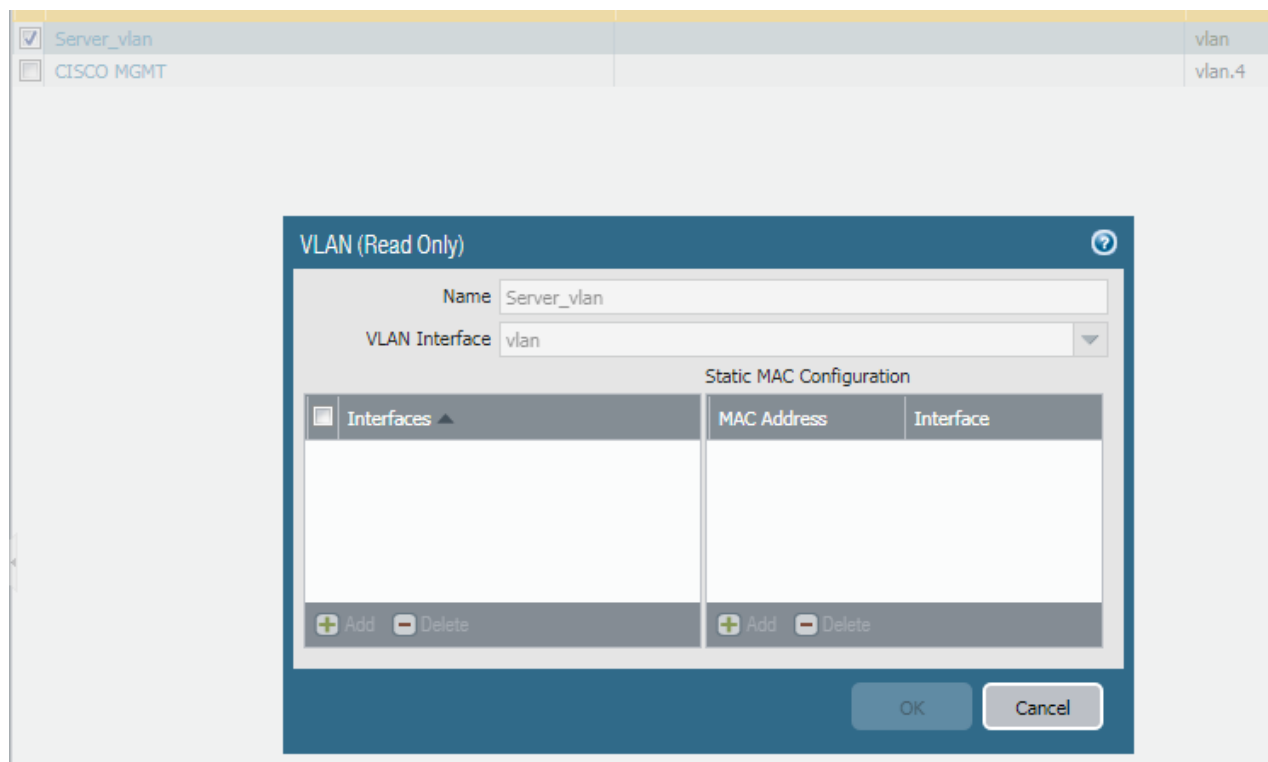 Server_vlan vlan
CISCO MGMT vlan.4
VLAN (Read Only)
Name Server_vlan
VLAN Interface vlan
Static MAC Configuration
Interfaces MAC Address Interface
Add Delete Add Delete
OK Cancel